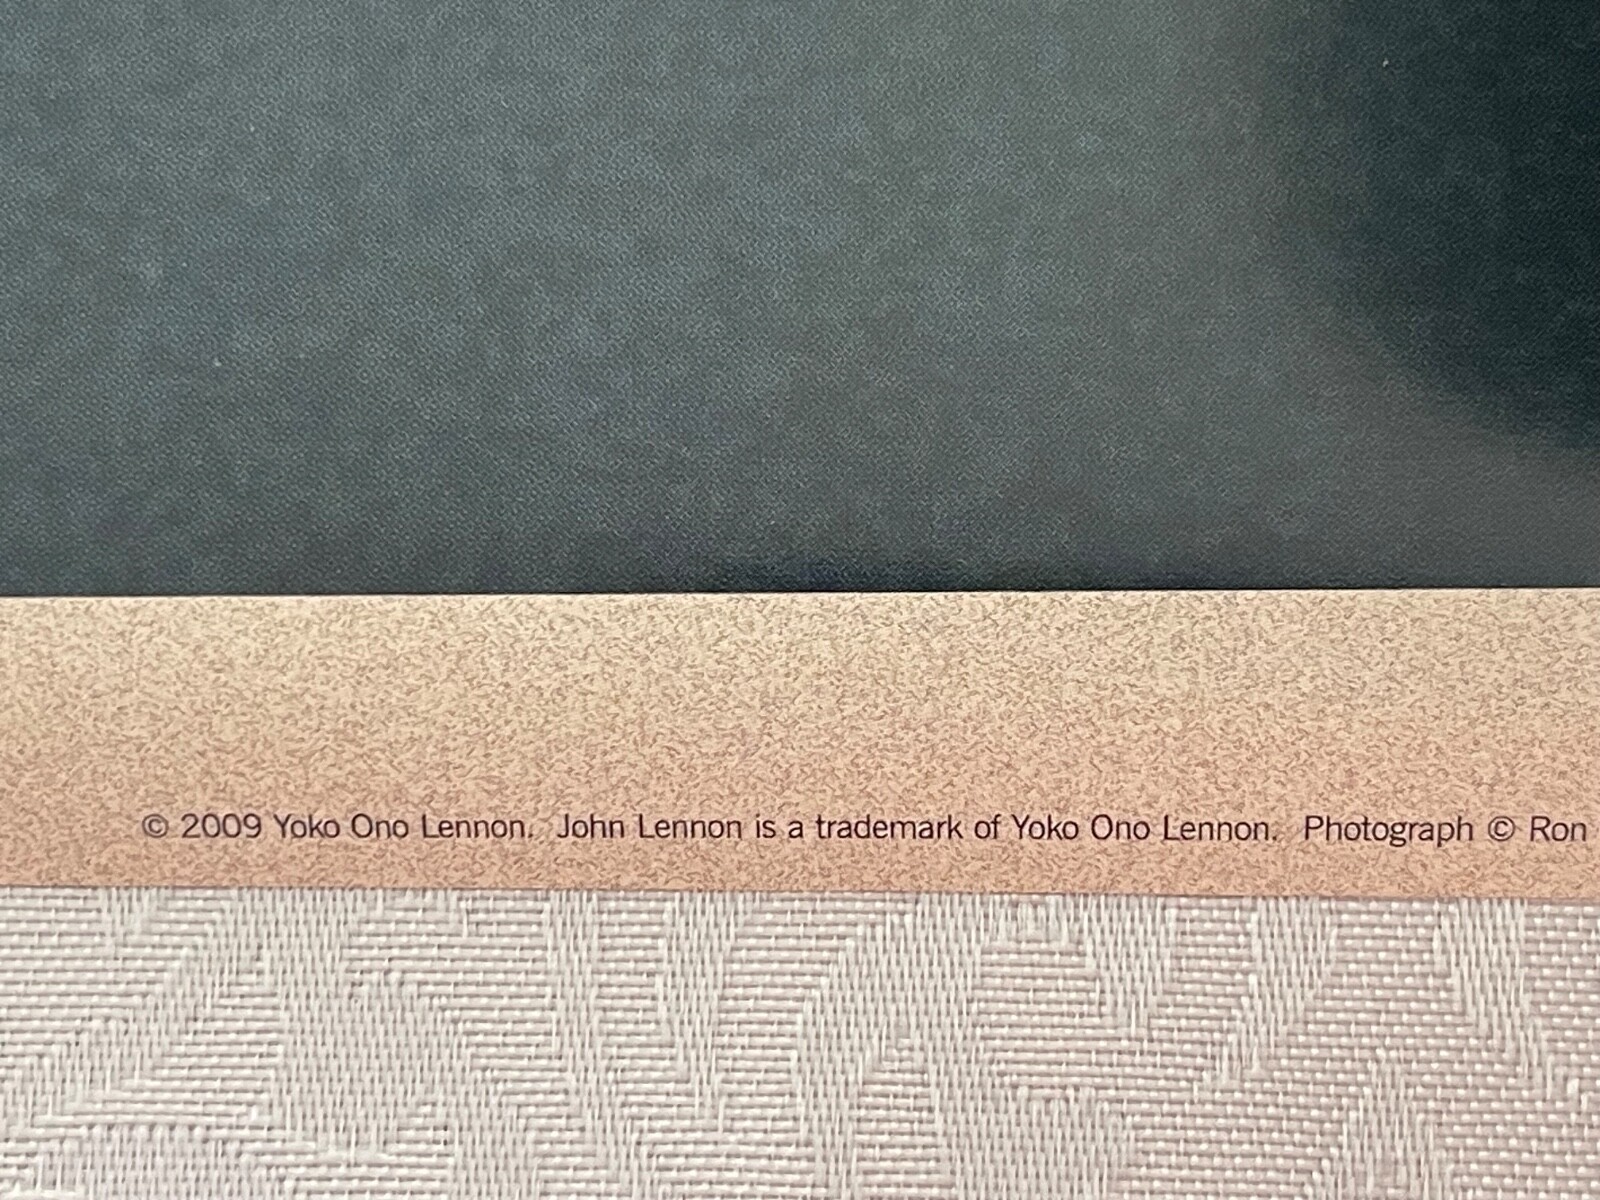 © 2009 Yoko Ono Lennon. John Lennon is a trademark of Yoko Ono Lennon. Photograph © Ron